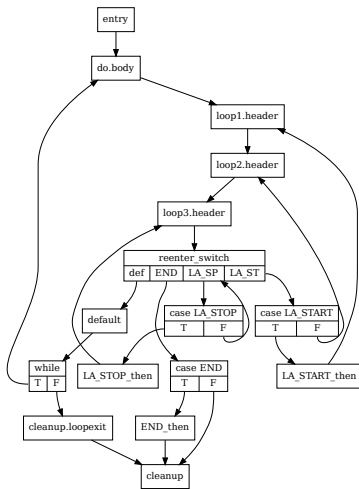 entry
do.body
loop1.header
loop2.header
loop3.header
reenter_switch
def END LA_SP LA_ST
case LA_STOP
T F
case LA_START
T F
default
while
T F
LA_STOP_then
case END
T F
LA_START_then
cleanup.loopexit
END_then
cleanup